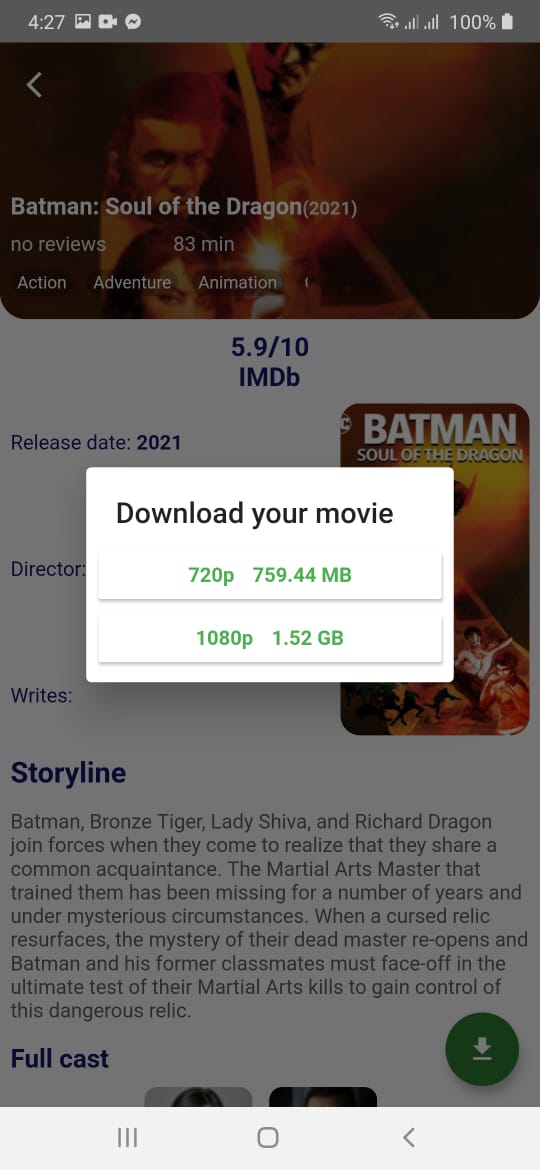 4:27 100%
Batman: Soul of the Dragon(2021)
no reviews 83 min
Action Adventure Animation
5.9/10
IMDb
Release date: 2021
BATMAN
SOUL OF THE DRAGON
Download your movie
720p 759.44 MB
Director:
1080p 1.52 GB
Writes:
Storyline
Batman, Bronze Tiger, Lady Shiva, and Richard Dragon
join forces when they come to realize that they share a
common acquaintance. The Martial Arts Master that
trained them has been missing for a number of years and
under mysterious circumstances. When a cursed relic
resurfaces, the mystery of their dead master re-opens and
Batman and his former classmates must face-off in the
ultimate test of their Martial Arts kills to gain control of
this dangerous relic.
Full cast